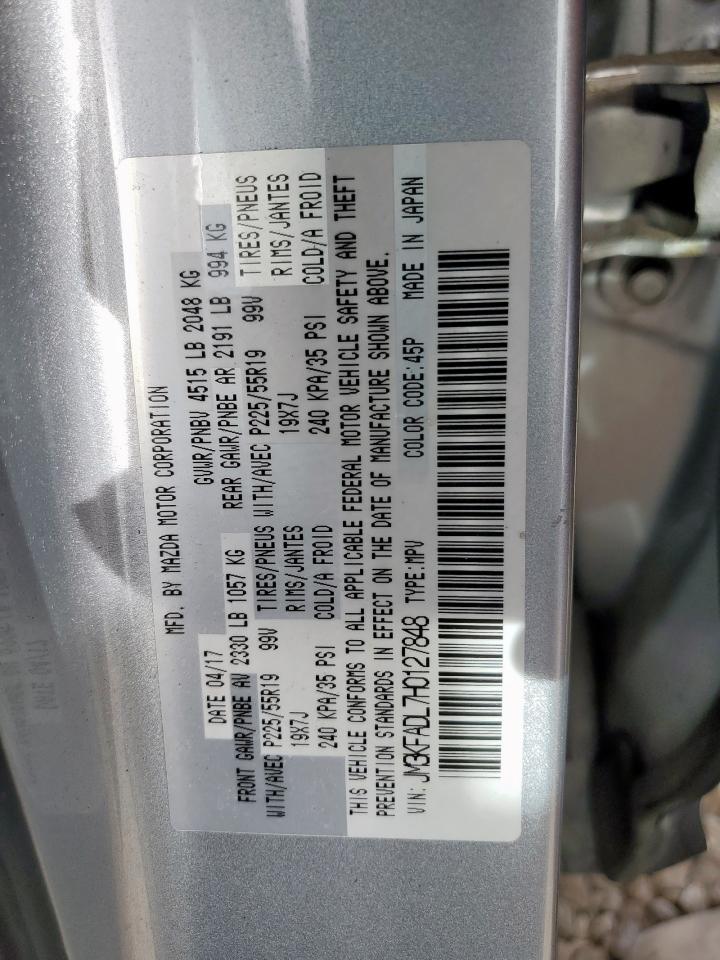 MFD. BY MAZDA MOTOR CORPORATION
DATE 04/17 GVWR/PNBV 4515 LB 2048 KG
FRONT GAWR/PNBE AV 2330 LB 1057 KG REAR GAWR/PNBE AR 2191 LB 994 KG
WITH/AVEC P225/55R19 99V TIRES/PNEUS WITH/AVEC P225/55R19 99V TIRES/PNEUS
19X7J RIMS/JANTES 19X7J RIMS/JANTES
240 KPA/35 PSI COLD/A FROID 240 KPA/35 PSI COLD/A FROID
THIS VEHICLE CONFORMS TO ALL APPLICABLE FEDERAL MOTOR VEHICLE SAFETY AND THEFT
PREVENTION STANDARDS IN EFFECT ON THE DATE OF MANUFACTURE SHOWN ABOVE.
VIN: JM3KFADL7H0127848 TYPE:MPV COLOR CODE:45P MADE IN JAPAN